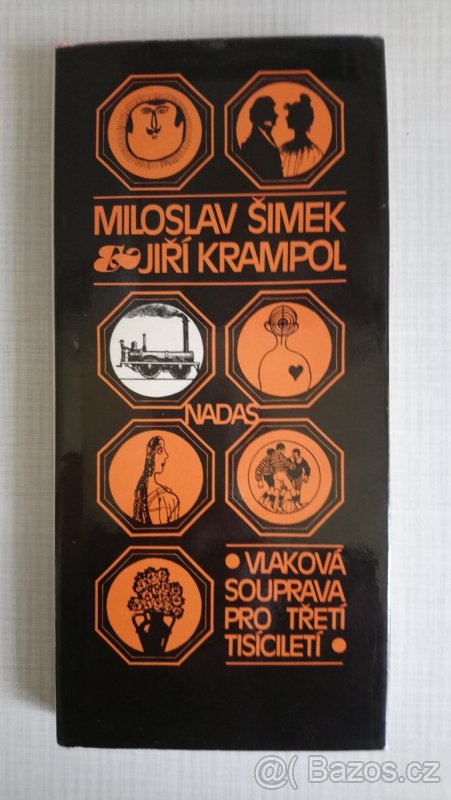 MILOSLAV ŠIMEK
& JIŘÍ KRAMPOL
NADAS
• VLAKOVÁ
SOUPRAVA
PRO TŘETÍ
TISÍCILETÍ •
@ Bazos.cz